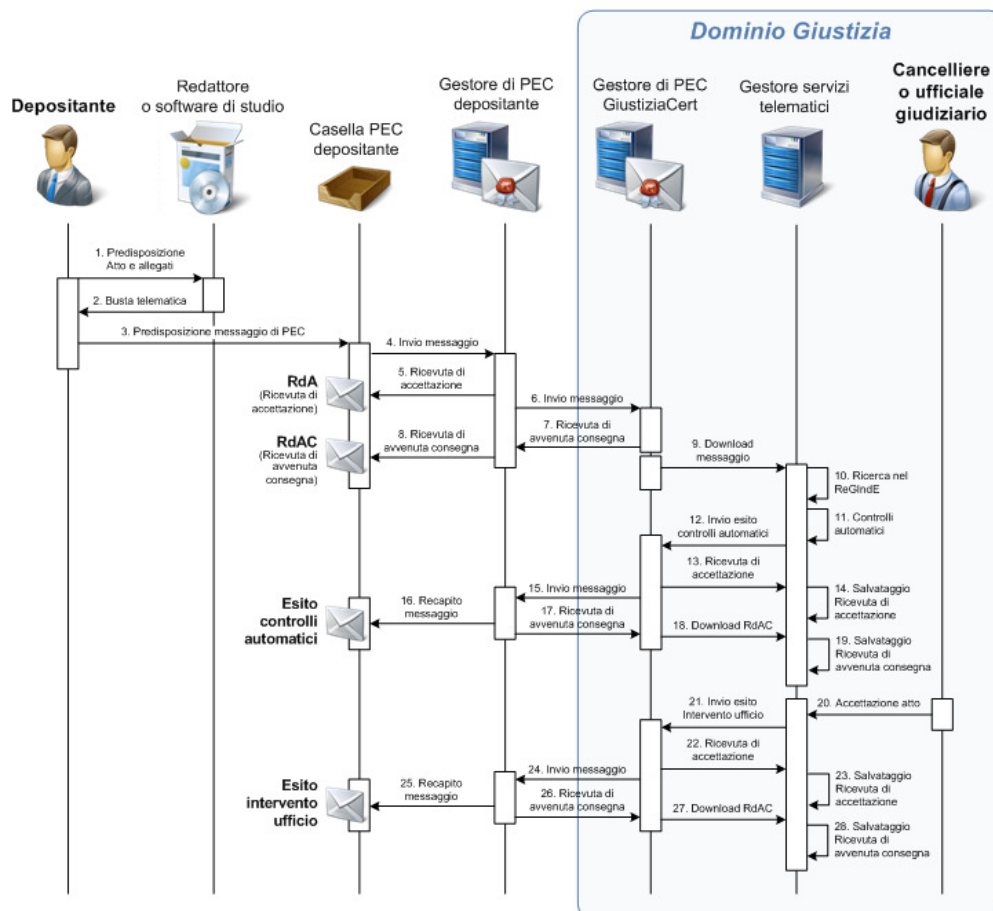 Dominio Giustizia
Depositante
Redattore
o software di studio
Casella PEC
depositante
Gestore di PEC
depositante
Gestore di PEC
GiustiziaCert
Gestore servizi
telematici
Cancelliere
o ufficiale
giudiziario
1. Predisposizione
Atto e allegati
2. Busta telematica
3. Predisposizione messaggio di PEC
4. Invio messaggio
5. Ricevuta di
accettazione
RdA
(Ricevuta di
accettazione)
6. Invio messaggio
7. Ricevuta di
avvenuta consegna
8. Ricevuta di
avvenuta consegna
RdAC
(Ricevuta di
avvenuta
consegna)
9. Download
messaggio
10. Ricerca nel
ReGIndE
11. Controlli
automatici
12. Invio esito
controlli automatici
13. Ricevuta di
accettazione
14. Salvataggio
Ricevuta di
accettazione
15. Invio messaggio
16. Recapito
messaggio
Esito
controlli
automatici
17. Ricevuta di
avvenuta consegna
18. Download RdAC
19. Salvataggio
Ricevuta di
avvenuta consegna
20. Accettazione atto
21. Invio esito
Intervento ufficio
22. Ricevuta di
accettazione
23. Salvataggio
Ricevuta di
accettazione
24. Invio messaggio
25. Recapito
messaggio
Esito
intervento
ufficio
26. Ricevuta di
avvenuta consegna
27. Download RdAC
28. Salvataggio
Ricevuta di
avvenuta consegna